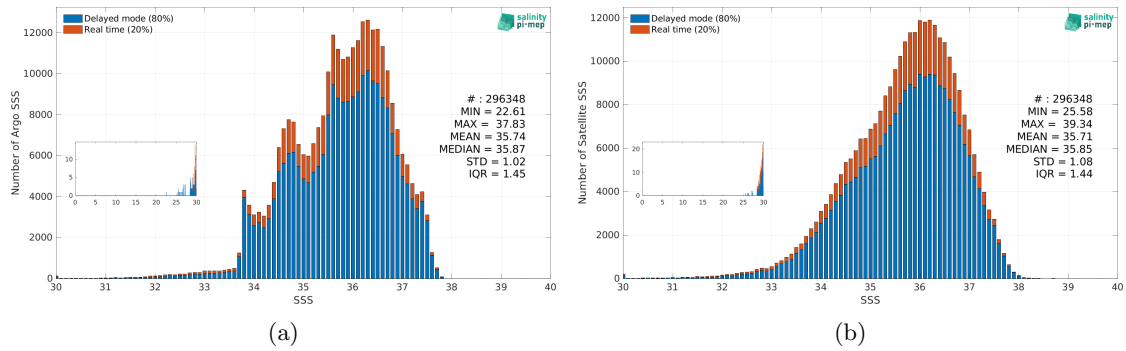 Delayed mode (80%)
Real time (20%)
salinity
pi-mep
12000
10000
8000
6000
4000
2000
0
Number of Argo SSS
# : 296348
MIN = 22.61
MAX = 37.83
MEAN = 35.74
MEDIAN = 35.87
STD = 1.02
IQR = 1.45
10
5
0
0 5 10 15 20 25 30
30 31 32 33 34 35 36 37 38 39 40
SSS
(a)
Delayed mode (80%)
Real time (20%)
salinity
pi-mep
12000
10000
8000
6000
4000
2000
0
Number of Satellite SSS
# : 296348
MIN = 25.58
MAX = 39.34
MEAN = 35.71
MEDIAN = 35.85
STD = 1.08
IQR = 1.44
20
10
0
0 5 10 15 20 25 30
30 31 32 33 34 35 36 37 38 39 40
SSS
(b)